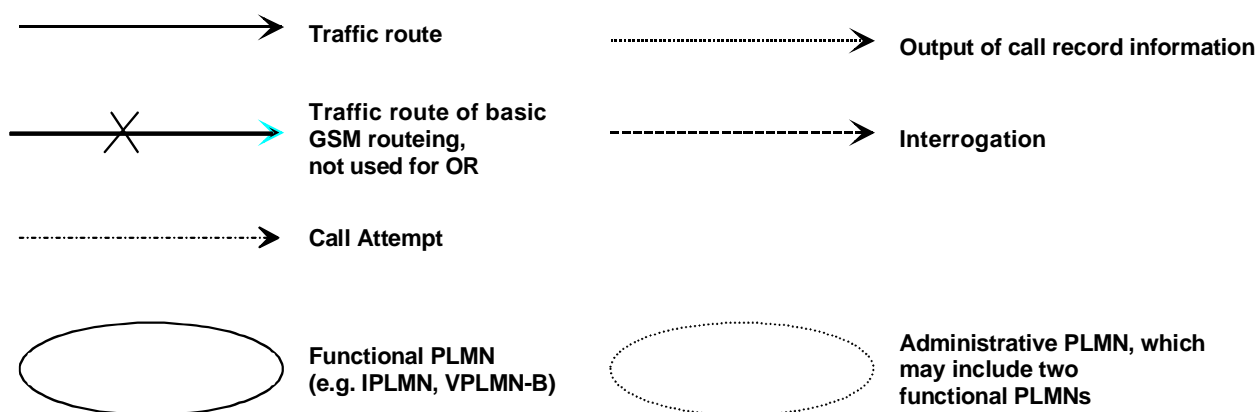 Traffic route
Output of call record information
Traffic route of basic
GSM routeing,
not used for OR
Interrogation
Call Attempt
Functional PLMN
(e.g. IPLMN, VPLMN-B)
Administrative PLMN, which
may include two
functional PLMNs